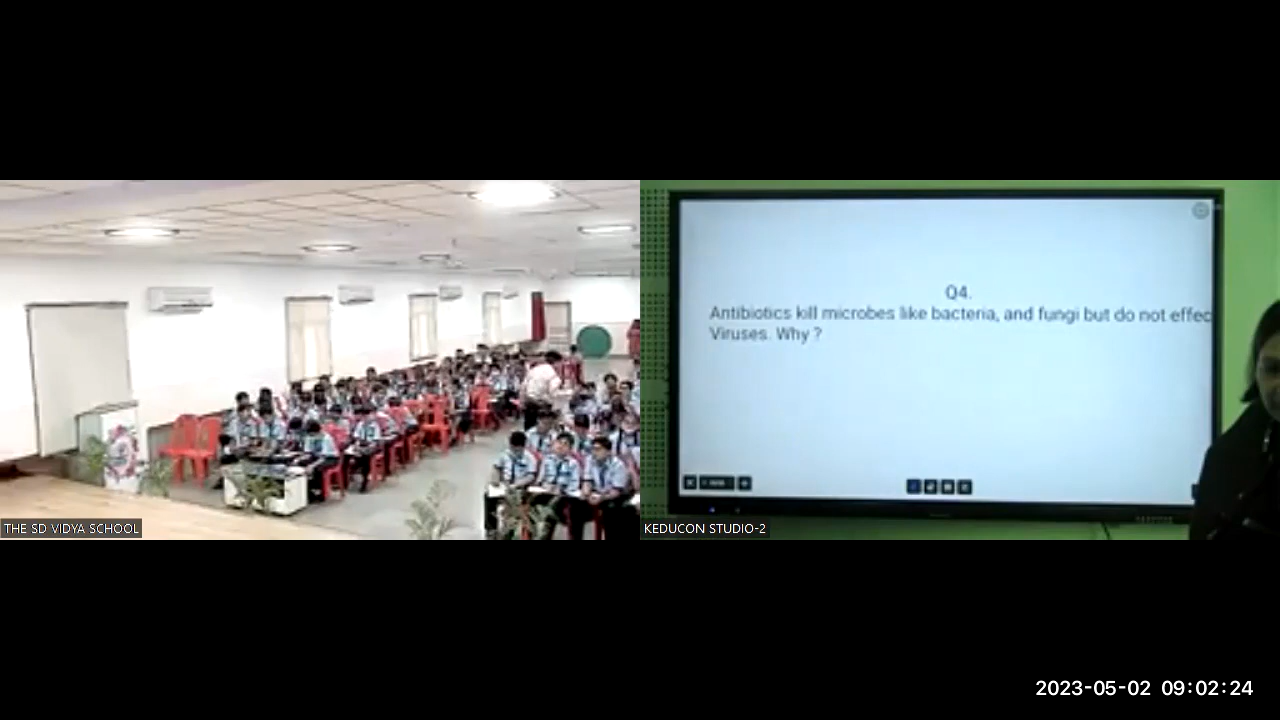 Q4.
Antibiotics kill microbes like bacteria, and fungi but do not effec
Viruses. Why ?
THE SD VIDYA SCHOOL
KEDUCON STUDIO-2
2023-05-02 09:02:24